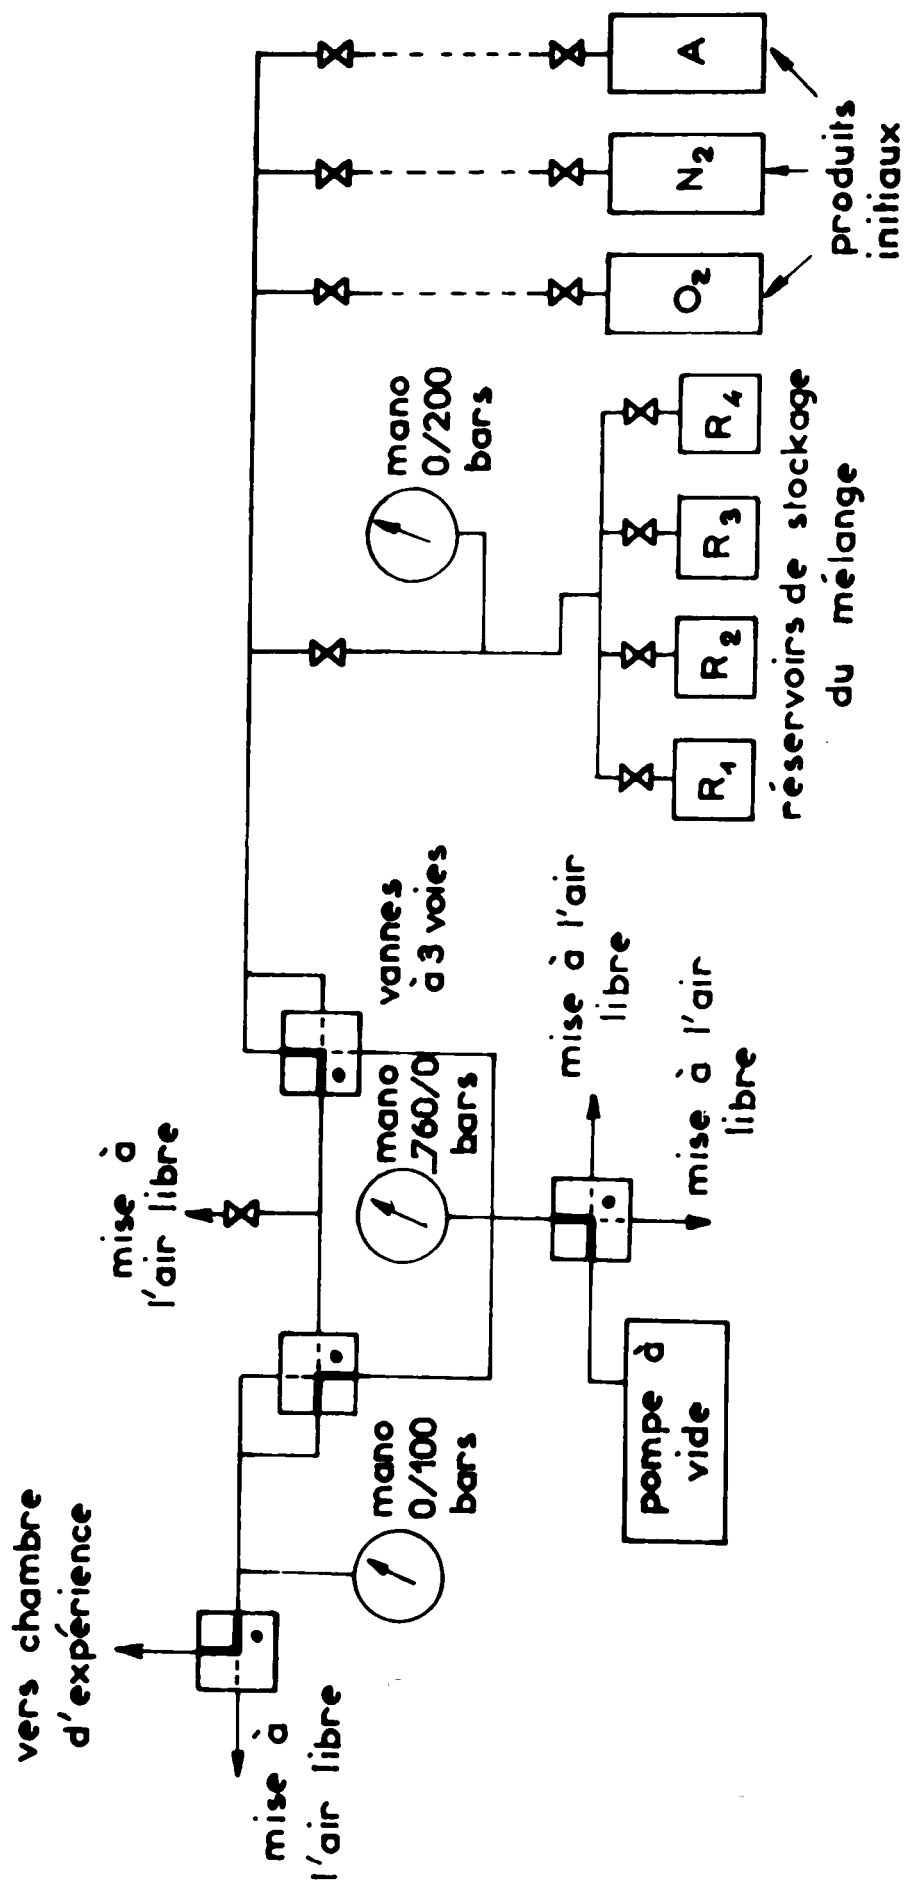 vers chambre
d'expérience
mise à
l'air libre
mano
0/100
bars
mise à
l'air libre
pompe à
vide
mano
_760/0
bars
vannes
à 3 voies
mise à l'air
libre
mise à l'air
libre
mano
0/200
bars
R1
R2
R3
R4
réservoirs de stockage
du mélange
O2
N2
A
produits
initiaux